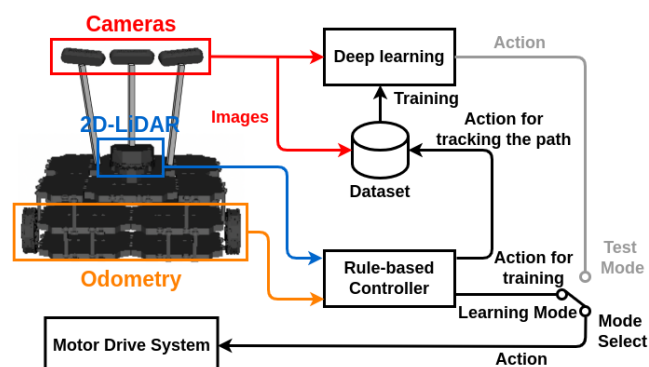 Cameras
Deep learning
Action
2D-LiDAR
Images
Training
Action for
tracking the path
Dataset
Odometry
Rule-based
Controller
Action for
training
Learning Mode
Test
Mode
Mode
Select
Motor Drive System
Action